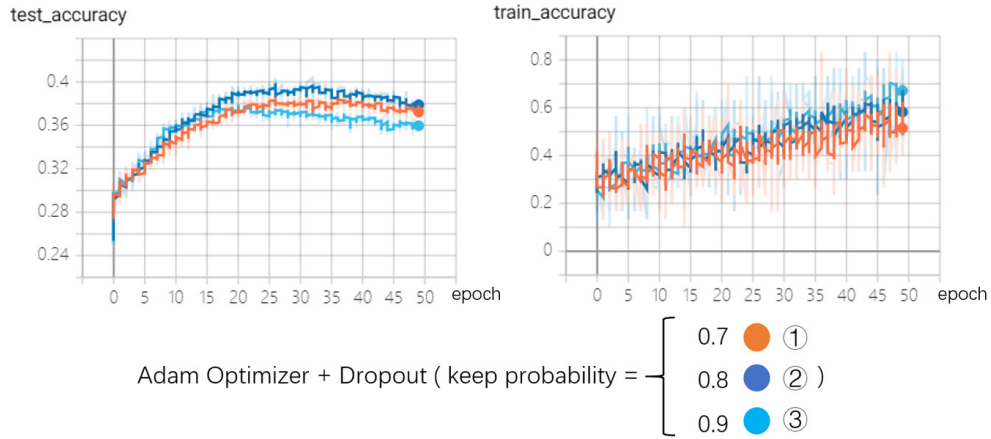 test_accuracy
0.4
0.36
0.32
0.28
0.24
0 5 10 15 20 25 30 35 40 45 50 epoch
train_accuracy
0.8
0.6
0.4
0.2
0
0 5 10 15 20 25 30 35 40 45 50 epoch
0.7 ①
Adam Optimizer + Dropout ( keep probability = 0.8 ② )
0.9 ③